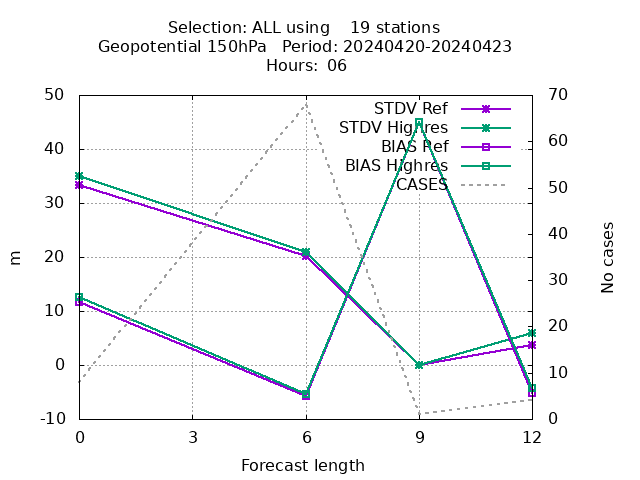 Selection: ALL using    19 stations
Geopotential 150hPa   Period: 20240420-20240423
Hours: 06
STDV Ref
STDV Highres
BIAS Ref
BIAS Highres
CASES
50
40
30
20
10
0
-10
70
60
50
40
30
20
10
0
m
No cases
0 3 6 9 12
Forecast length